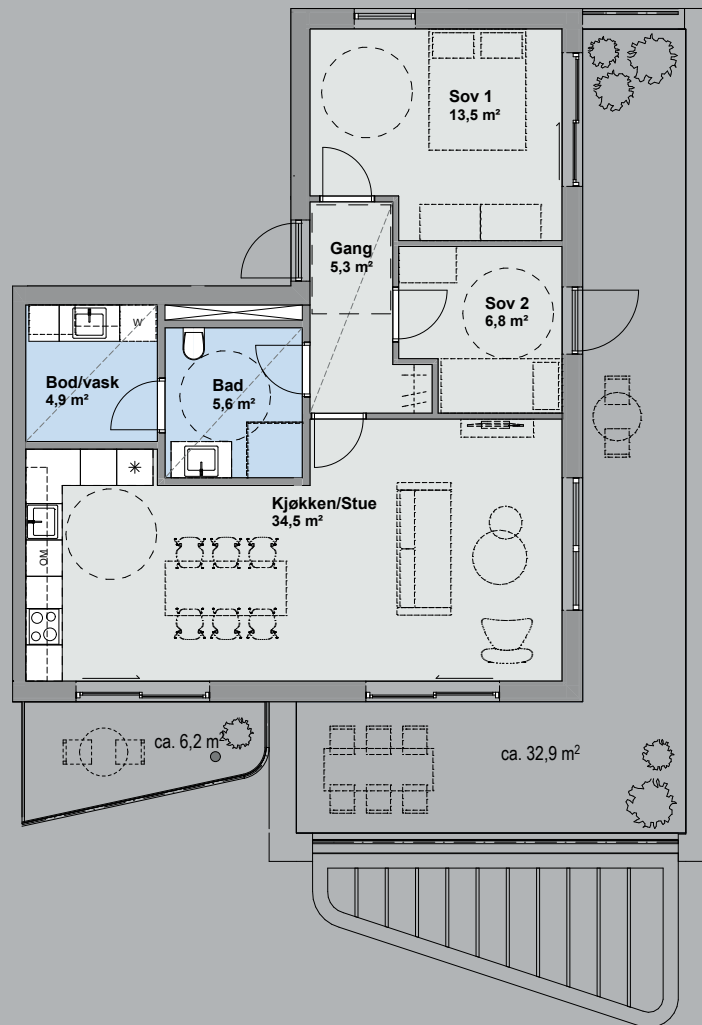 Sov 1
13,5 m²
Gang
5,3 m²
Sov 2
6,8 m²
W
Bod/vask
4,9 m²
Bad
5,6 m²
Kjøkken/Stue
34,5 m²
OM
ca. 6,2 m²
ca. 32,9 m²